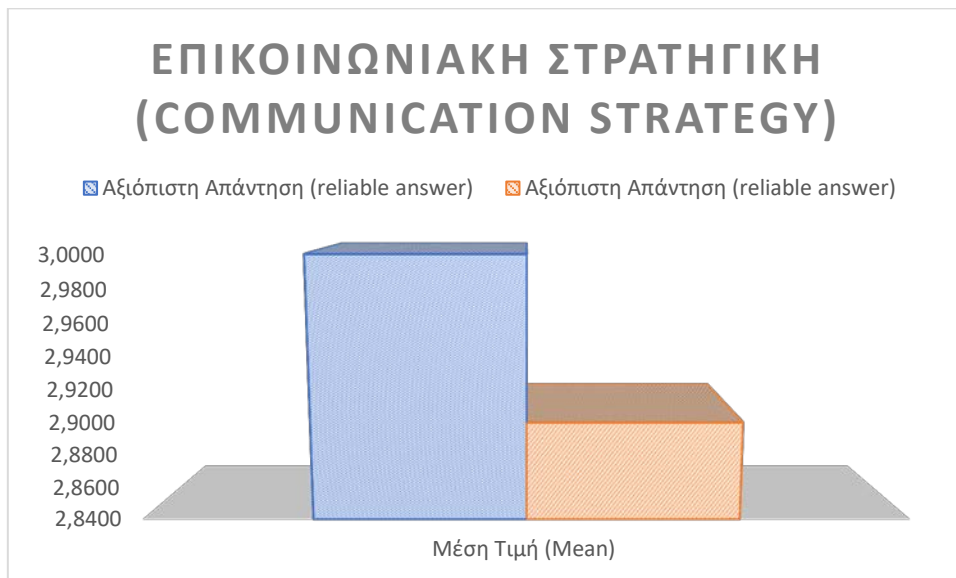 ΕΠΙΚΟΙΝΩΝΙΑΚΗ ΣΤΡΑΤΗΓΙΚΗ
(COMMUNICATION STRATEGY)
Αξιόπιστη Απάντηση (reliable answer) Αξιόπιστη Απάντηση (reliable answer)
3,0000
2,9800
2,9600
2,9400
2,9200
2,9000
2,8800
2,8600
2,8400
Μέση Τιμή (Mean)